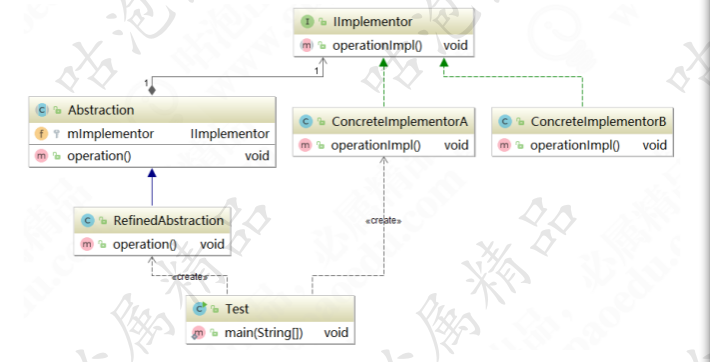 IImplementor
operationImpl() void
1
1
Abstraction
mImplementor IImplementor
operation() void
ConcreteImplementorA
operationImpl() void
ConcreteImplementorB
operationImpl() void
RefinedAbstraction
operation() void
«create»
«create»
Test
main(String[]) void